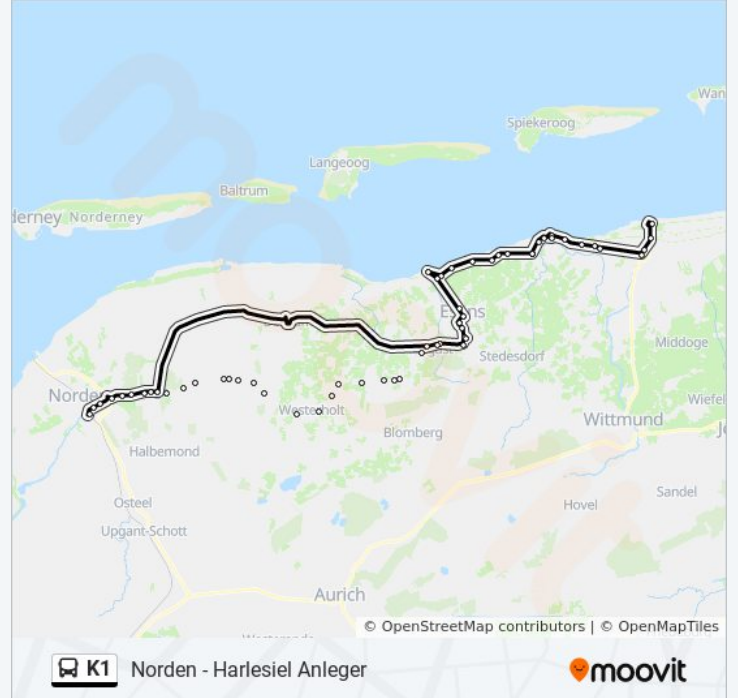 Wan
Spiekeroog
Langeoog
Baltrum
derney Norderney
Esens
Middoge
Stedesdorf
Norden
Wiefel
Westerholt
Wittmund
Blomberg
Halbemond
Sandel
Osteel
Hovel
Upgant-Schott
Aurich
© OpenStreetMap contributors | © OpenMapTiles
K1 Norden - Harlesiel Anleger
moovit